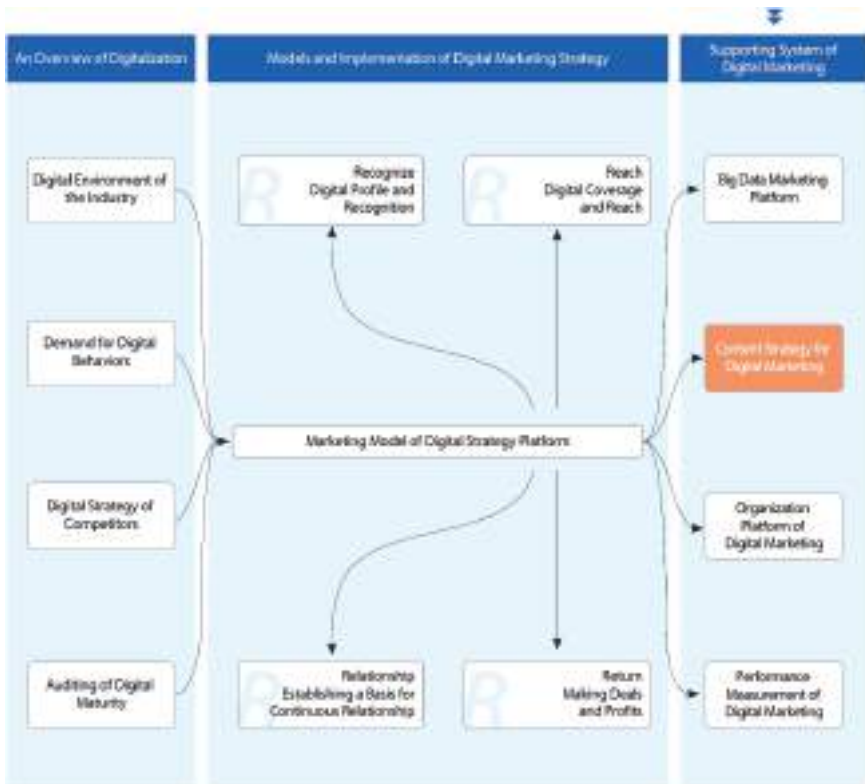 An Overview of Digitalization
Models and Implementation of Digital Marketing Strategy
Supporting System of
Digital Marketing
Digital Environment of
the Industry
Demand for Digital
Behaviors
Digital Strategy of
Competitors
Auditing of Digital
Maturity
R
Recognize
Digital Profile and
Recognition
R
Reach
Digital Coverage
and Reach
Marketing Model of Digital Strategy Platform
R
Relationship
Establishing a Basis for
Continuous Relationship
R
Return
Making Deals
and Profits
Big Data Marketing
Platform
Content Strategy for
Digital Marketing
Organization
Platform of
Digital Marketing
Performance
Measurement of
Digital Marketing